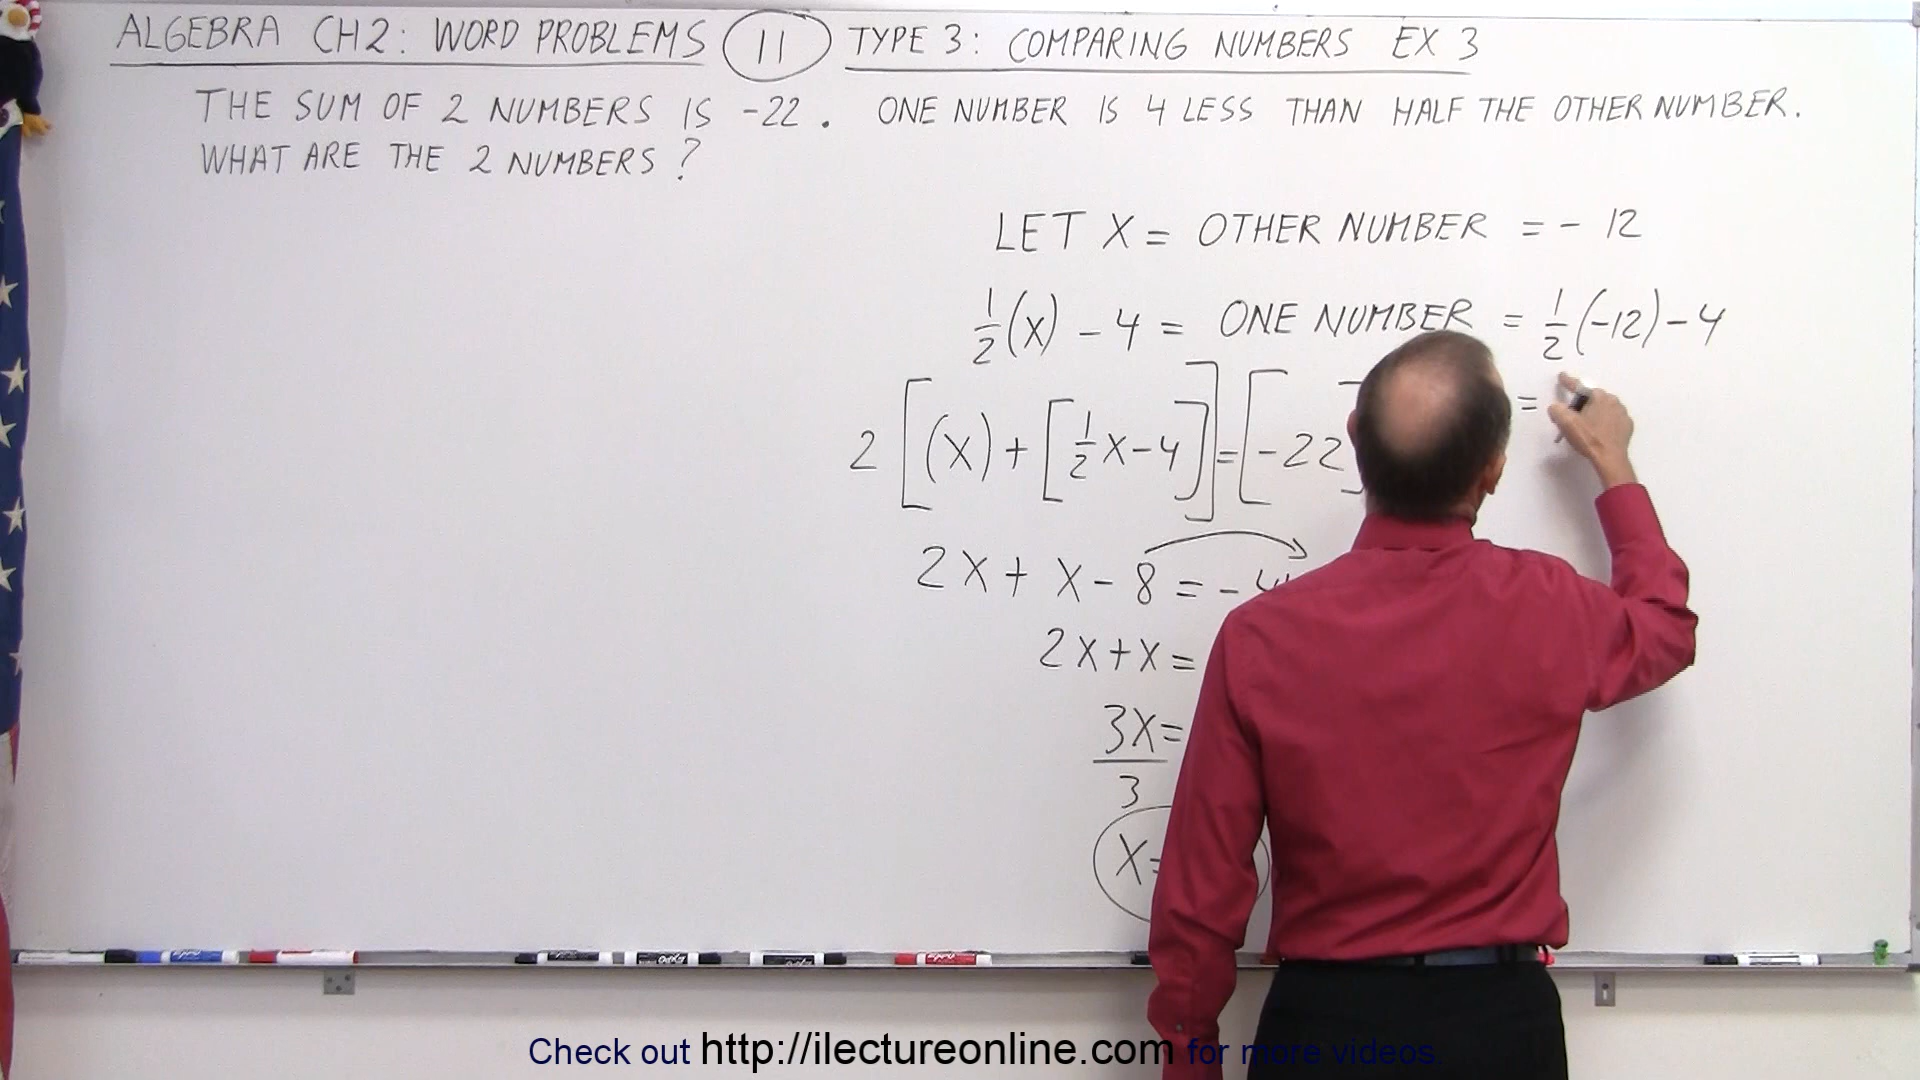 ALGEBRA CH2: WORD PROBLEMS 11 TYPE 3: COMPARING NUMBERS EX 3
THE SUM OF 2 NUMBERS IS -22. ONE NUMBER IS 4 LESS THAN HALF THE OTHER NUMBER.
WHAT ARE THE 2 NUMBERS?
LET X = OTHER NUMBER = - 12
1/2(x) - 4 = ONE NUMBER = 1/2(-12) - 4
2[(x) + [1/2x-4]] = [-22] =
2x + x - 8 = -
2x + x =
3x =
3
x =
Check out http://ilectureonline.com for more videos.